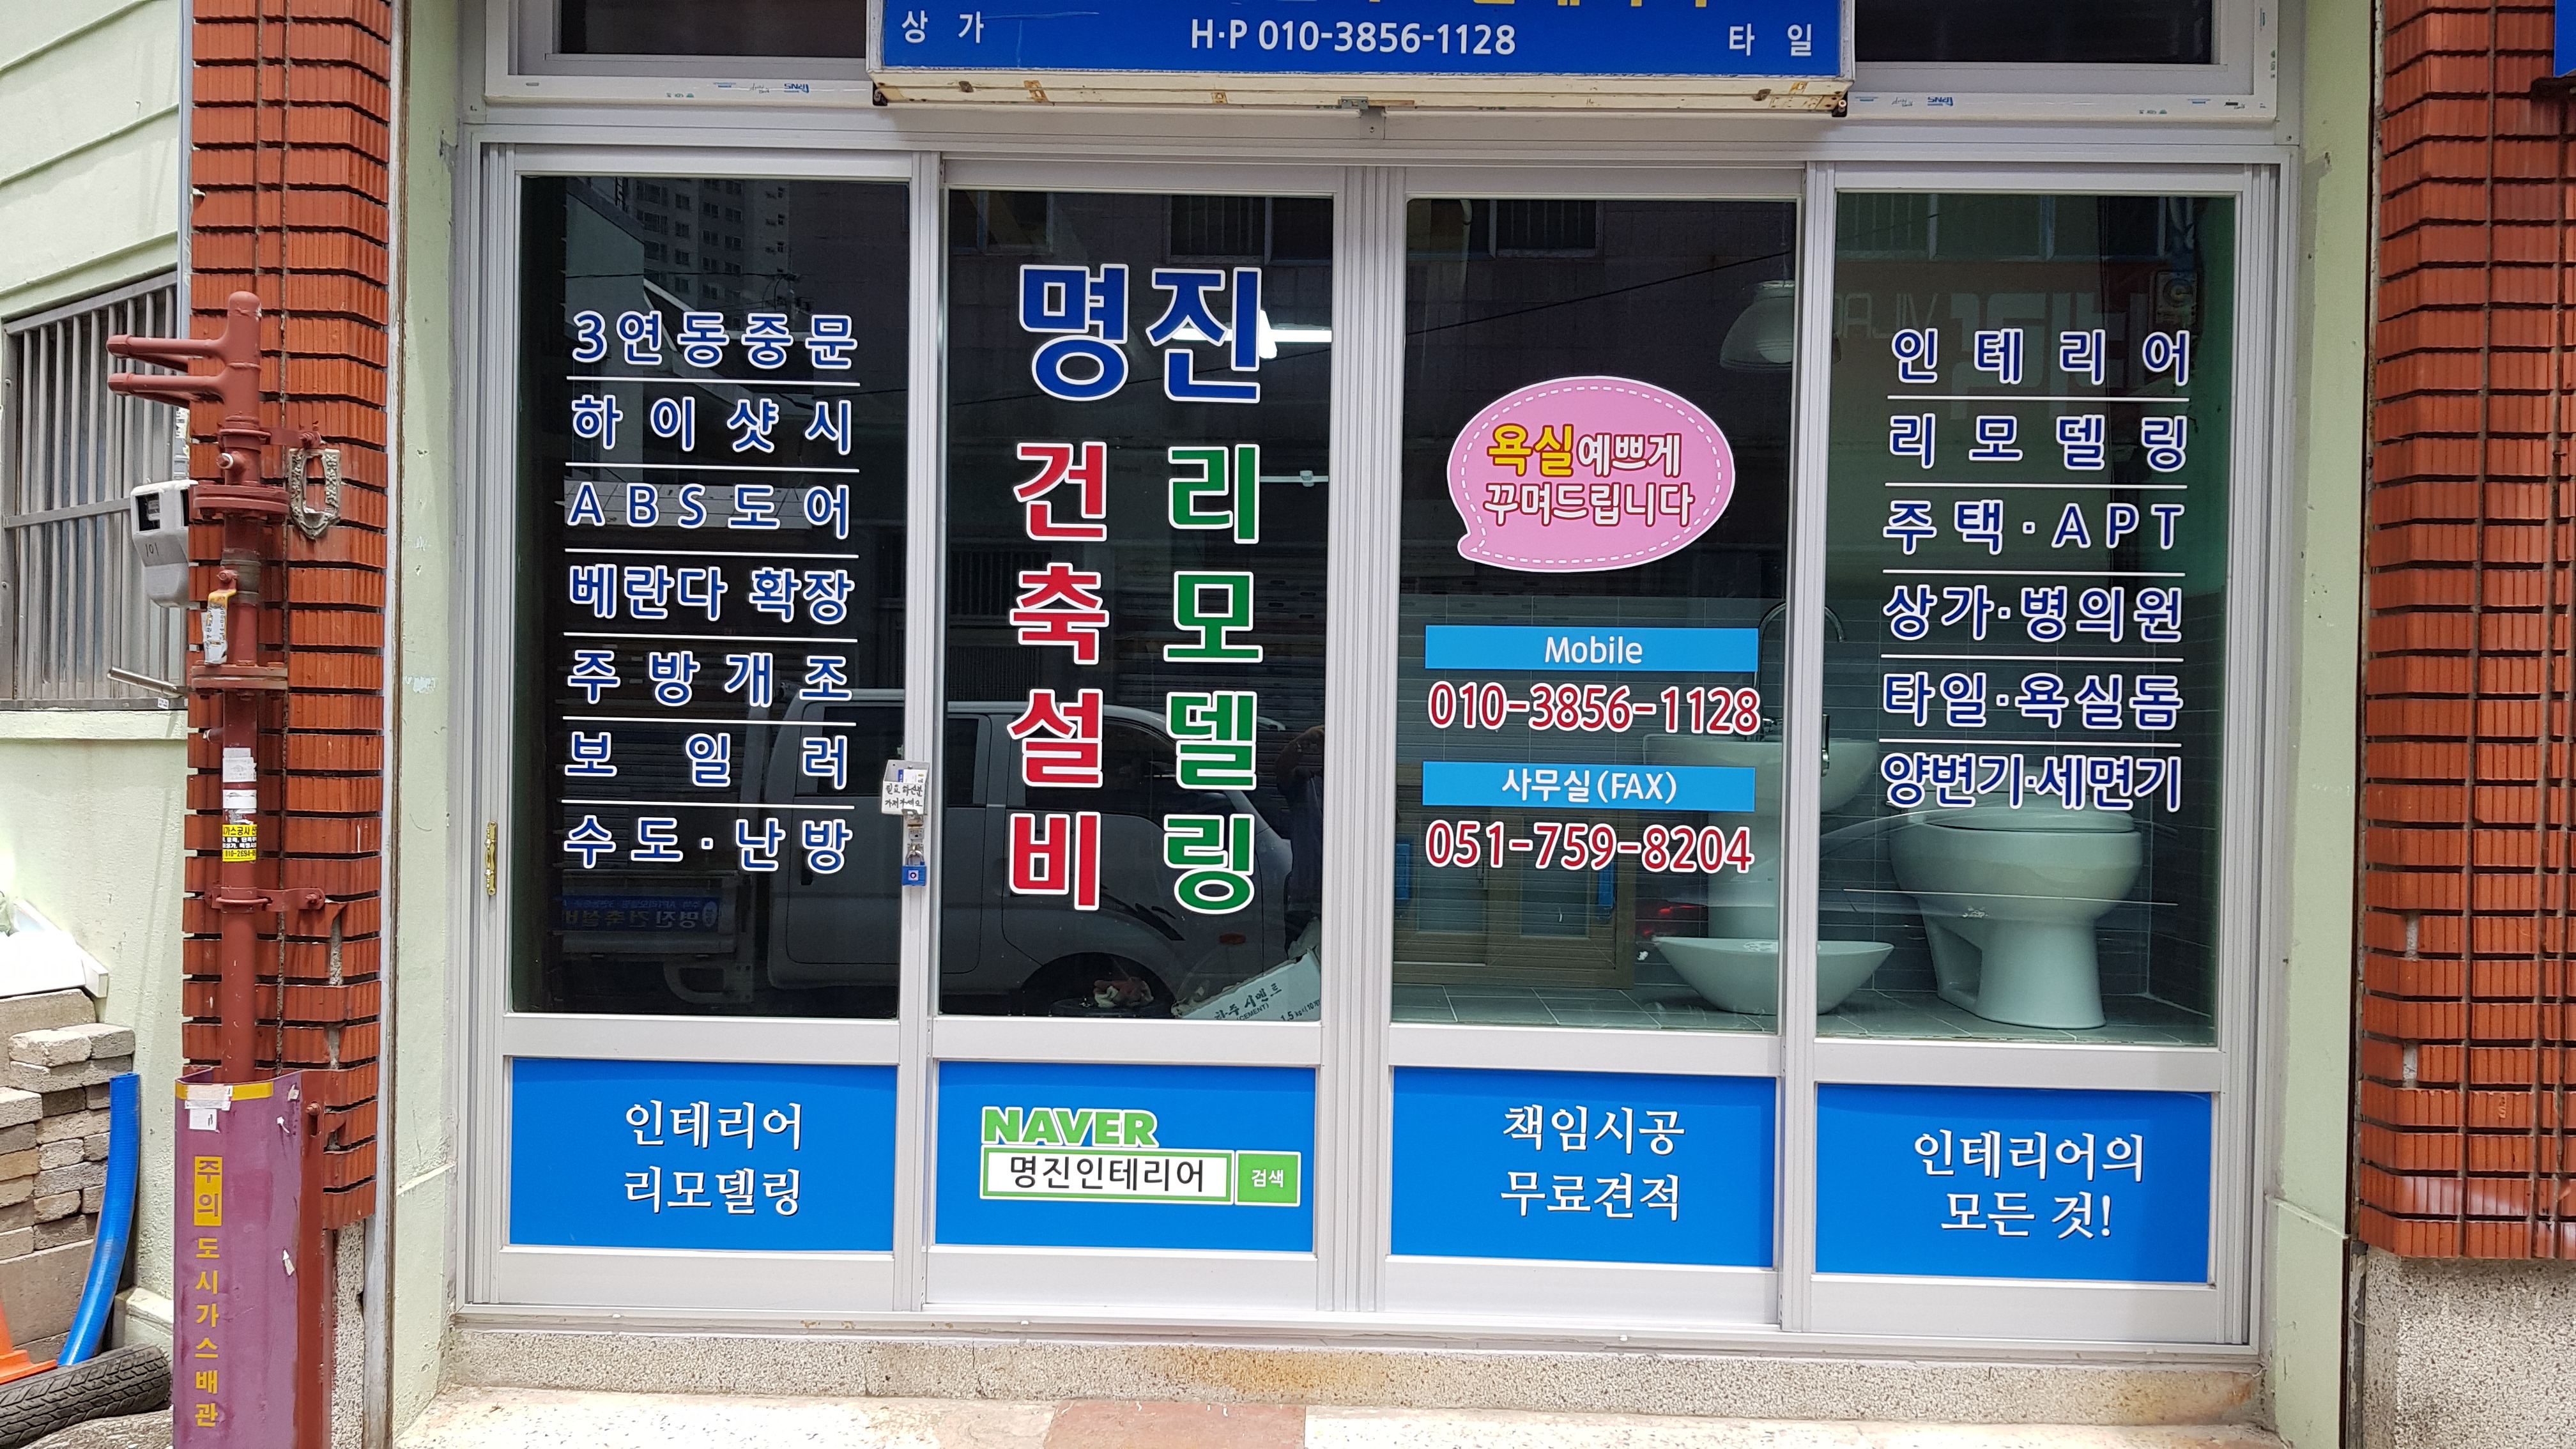 상가
H·P 010-3856-1128
타일
3연동중문
하이샷시
ABS도어
베란다 확장
주방개조
보일러
수도·난방
명진
건축설비
리모델링
욕실예쁘게
꾸며드립니다
Mobile
010-3856-1128
사무실(FAX)
051-759-8204
인테리어
리모델링
주택·APT
상가·병의원
타일·욕실돔
양변기·세면기
인테리어
리모델링
NAVER
명진인테리어
검색
책임시공
무료견적
인테리어의
모든 것!
주의
도시가스배관
101